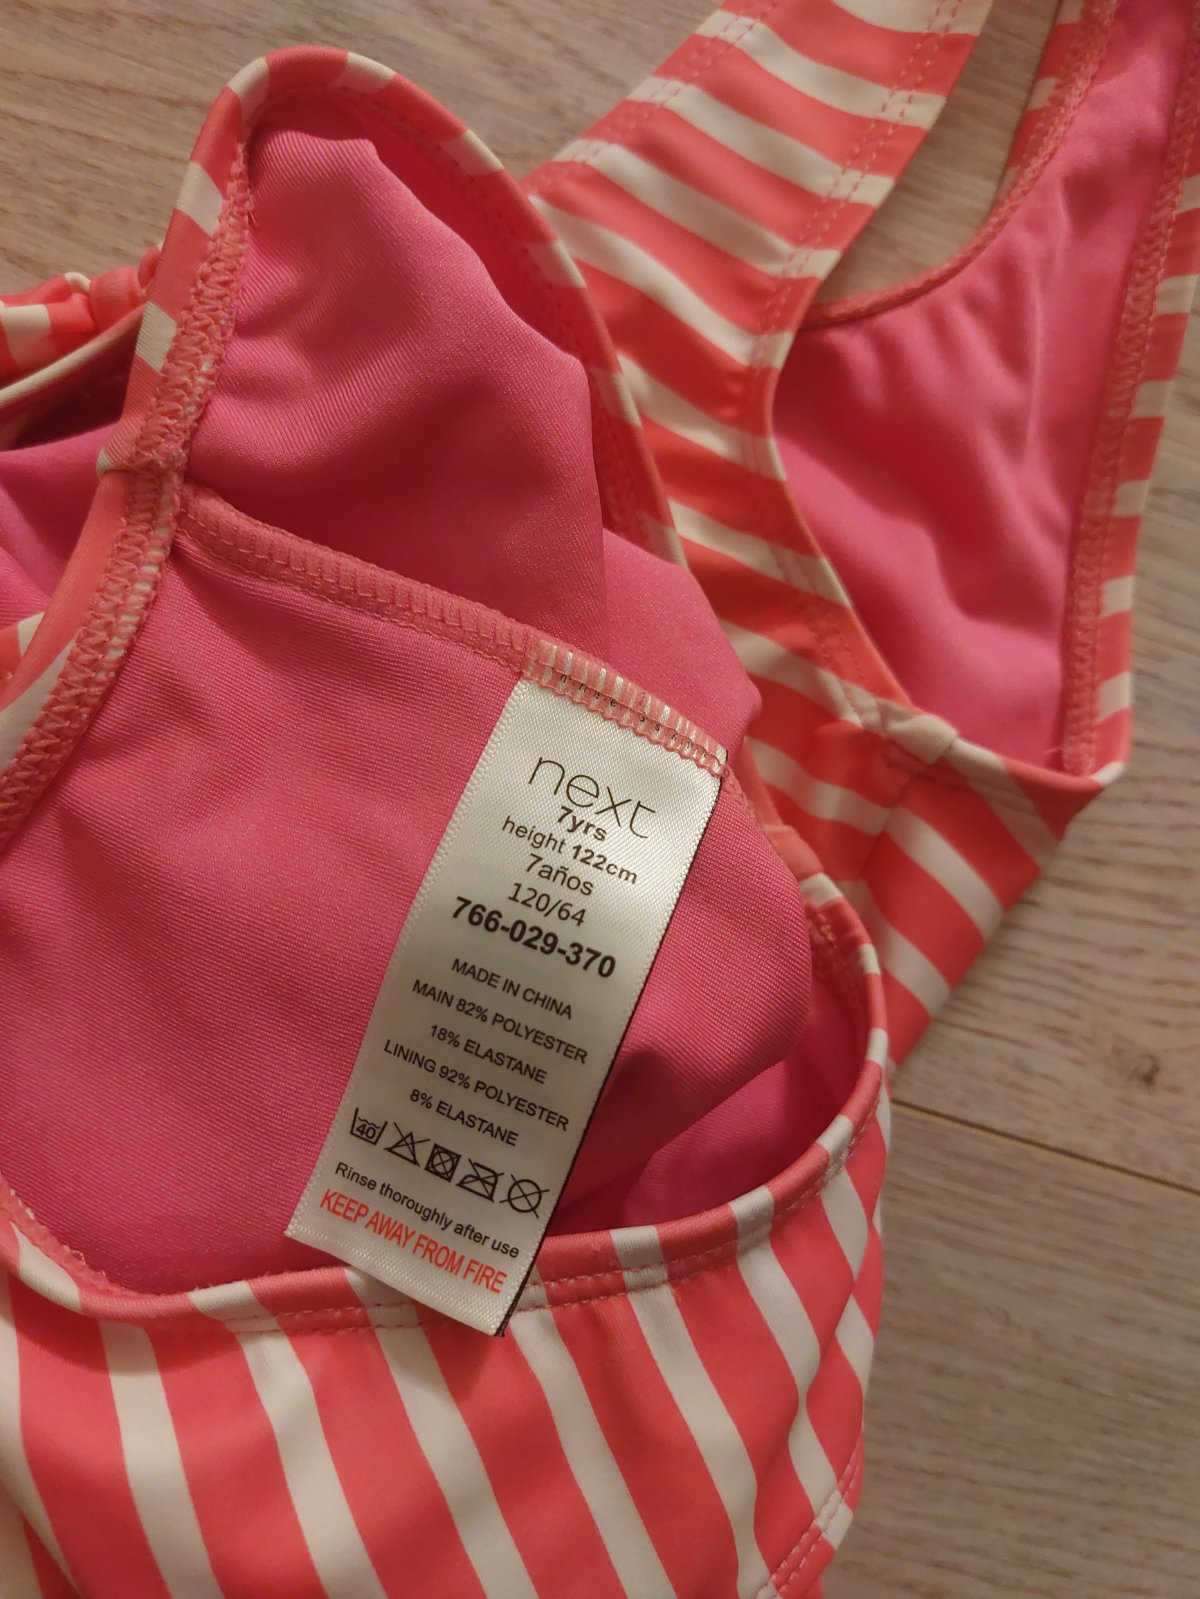 next
7yrs
height 122cm
7años
120/64
766-029-370
MADE IN CHINA
MAIN 82% POLYESTER
18% ELASTANE
LINING 92% POLYESTER
8% ELASTANE
40
Rinse thoroughly after use
KEEP AWAY FROM FIRE